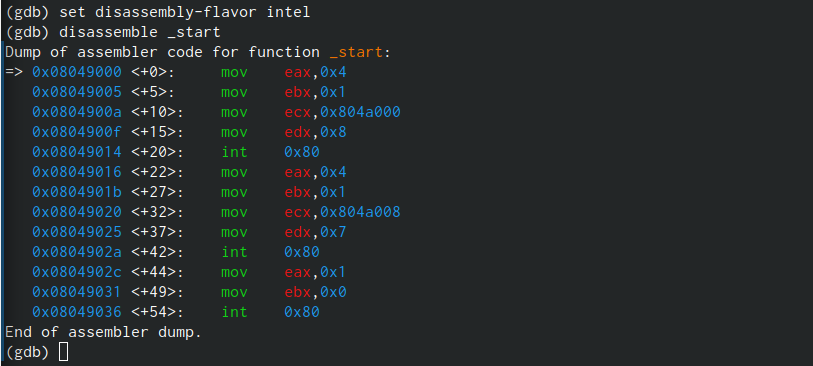 (gdb) set disassembly-flavor intel
(gdb) disassemble _start
Dump of assembler code for function _start:
=> 0x08049000 <+0>:     mov    eax,0x4
   0x08049005 <+5>:     mov    ebx,0x1
   0x0804900a <+10>:    mov    ecx,0x804a000
   0x0804900f <+15>:    mov    edx,0x8
   0x08049014 <+20>:    int    0x80
   0x08049016 <+22>:    mov    eax,0x4
   0x0804901b <+27>:    mov    ebx,0x1
   0x08049020 <+32>:    mov    ecx,0x804a008
   0x08049025 <+37>:    mov    edx,0x7
   0x0804902a <+42>:    int    0x80
   0x0804902c <+44>:    mov    eax,0x1
   0x08049031 <+49>:    mov    ebx,0x0
   0x08049036 <+54>:    int    0x80
End of assembler dump.
(gdb)